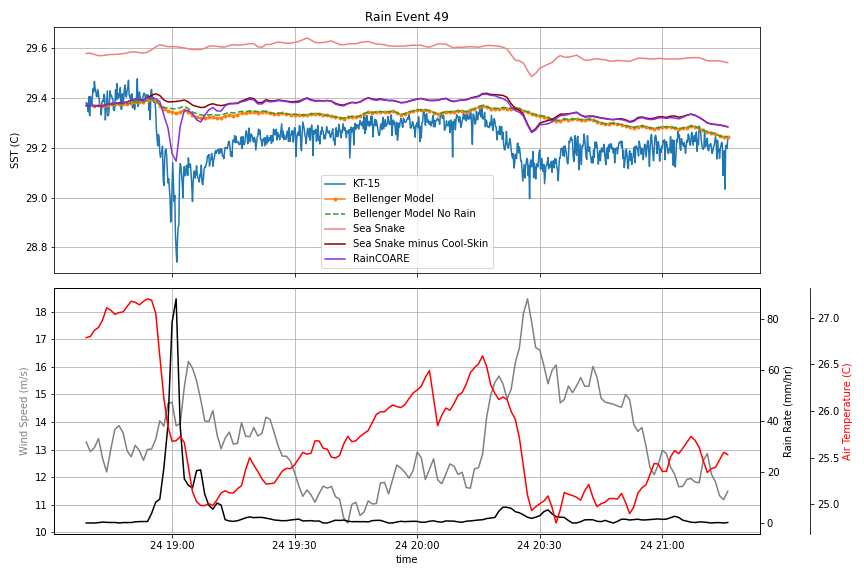 Rain Event 49
SST (C)
29.6
29.4
29.2
29.0
28.8
KT-15
Bellenger Model
Bellenger Model No Rain
Sea Snake
Sea Snake minus Cool-Skin
RainCOARE
Wind Speed (m/s)
18
17
16
15
14
13
12
11
10
80
60
40
20
0
Rain Rate (mm/hr)
27.0
26.5
26.0
25.5
25.0
Air Temperature (C)
24 19:00
24 19:30
24 20:00
24 20:30
24 21:00
time